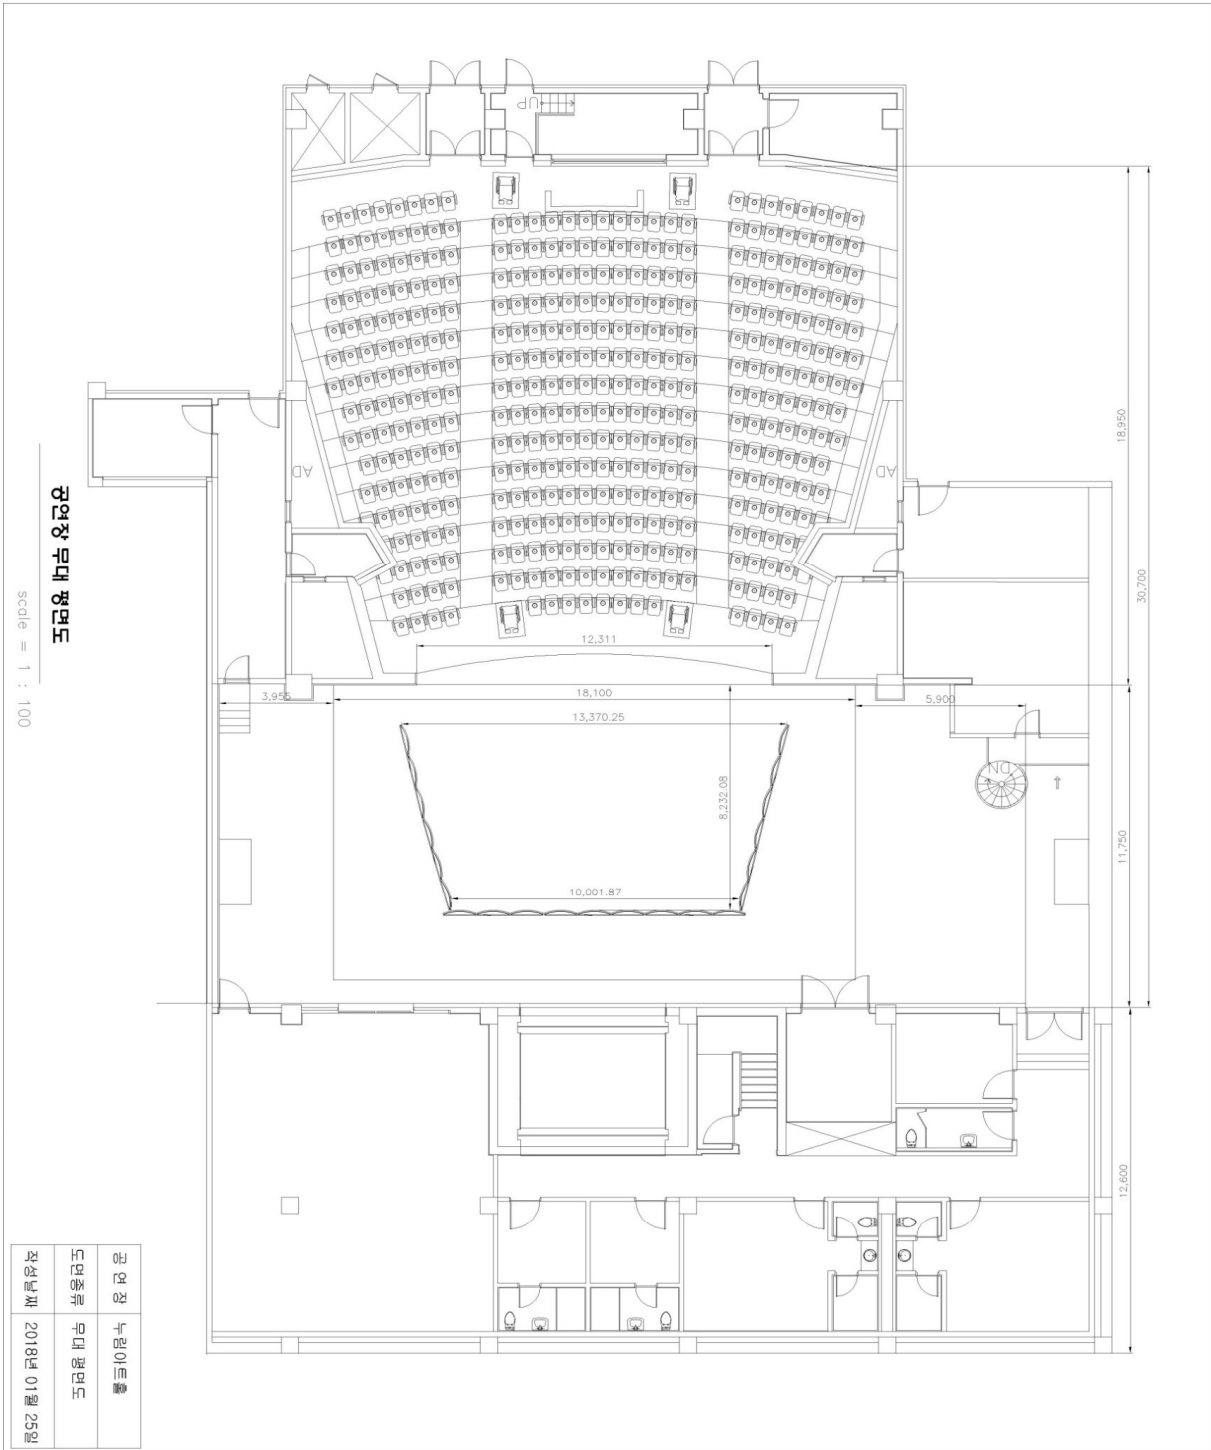 UP
18,950
30,700
AD
AD
12,311
3,955
18,100
5,900
13,370.25
8,232.08
DN
11,750
10,001.87
12,600
공연장 무대 평면도
scale = 1 : 100
공 연 장 누림아트홀
도면종류 무대 평면도
작성날짜 2018년 01월 25일